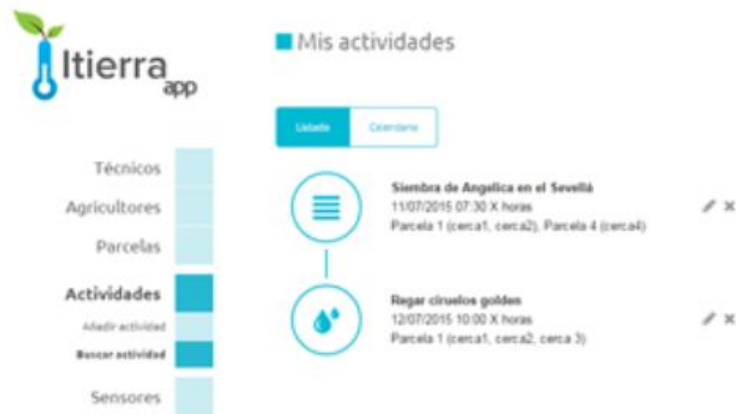 Itierra
app
Mis actividades
Listado
Calendario
Técnicos
Agricultores
Parcelas
Actividades
Añadir actividad
Buscar actividad
Sensores
Siembra de Angelica en el Sevellá
11/07/2015 07:30 X horas
Parcela 1 (cerca1, cerca2), Parcela 4 (cerca4)
Regar ciruelos golden
12/07/2015 10:00 X horas
Parcela 1 (cerca1, cerca2, cerca 3)